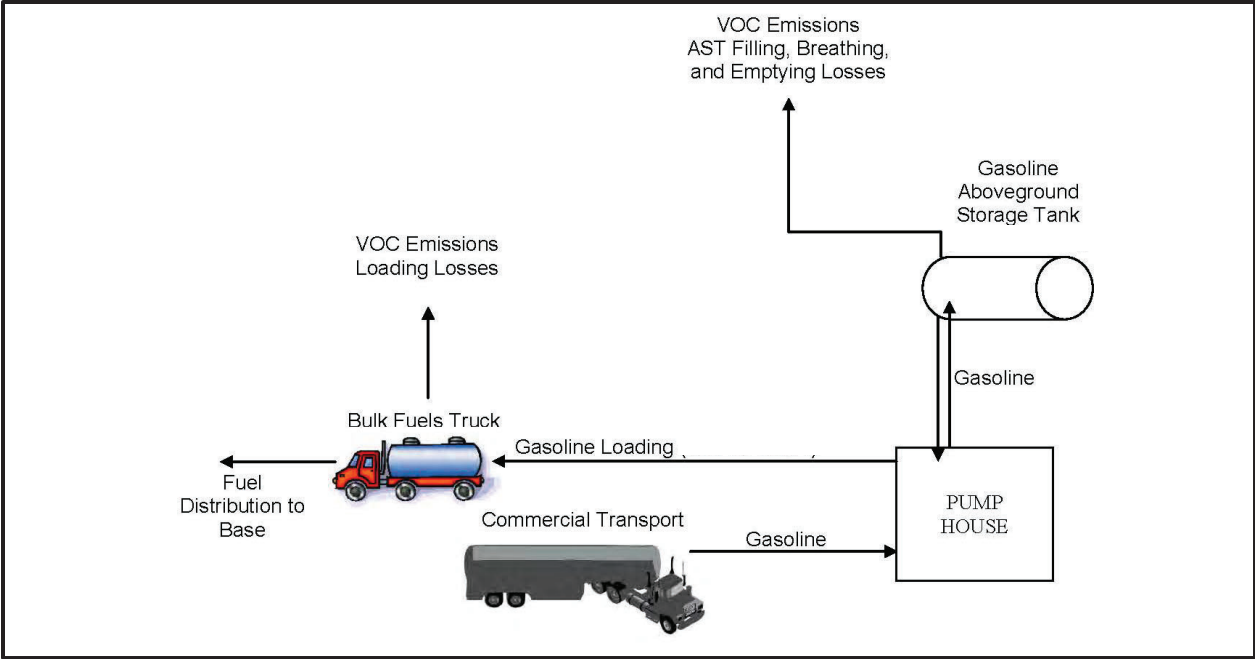 VOC Emissions
AST Filling, Breathing,
and Emptying Losses
Gasoline
Aboveground
Storage Tank
VOC Emissions
Loading Losses
Gasoline
Bulk Fuels Truck
Gasoline Loading
Fuel
Distribution to
Base
PUMP
HOUSE
Commercial Transport
Gasoline